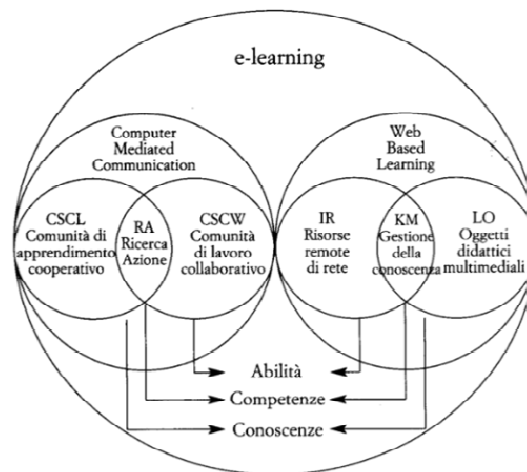 e-learning
Computer
Mediated
Communication
Web
Based
Learning
CSCL
Comunità di
apprendimento
cooperativo
RA
Ricerca
Azione
CSCW
Comunità
di lavoro
collaborativo
IR
Risorse
remote
di rete
KM
Gestione
della
conoscenza
LO
Oggetti
didattici
multimediali
Abilità
Competenze
Conoscenze